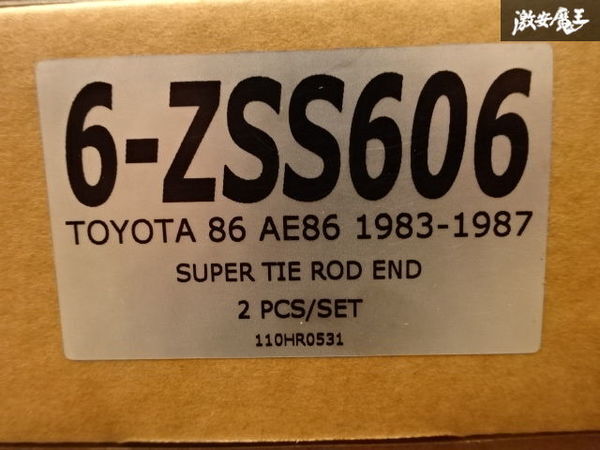 激安魔王
6-ZSS606
TOYOTA 86 AE86 1983-1987
SUPER TIE ROD END
2 PCS/SET
110HR0531